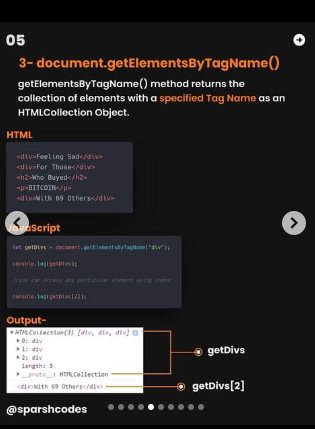 05
3- document.getElementsByTagName()
getElementsByTagName() method returns the
collection of elements with a specified Tag Name as an
HTMLCollection Object.
HTML
<div>Feeling Sad</div>
<div>For Those</div>
<h2>Who Buyed</h2>
<p>BITCOIN</p>
<div>With 69 Others</div>
JavaScript
let getDivs = document.getElementsByTagName("div");
console.log(getDivs);
//you can access any particular element using index
console.log(getDivs[2]);
Output-
HTMLCollection(3) [div, div, div]
0: div
1: div
2: div
length: 3
__proto__: HTMLCollection
<div>With 69 Others</div>
getDivs
getDivs[2]
@sparshcodes